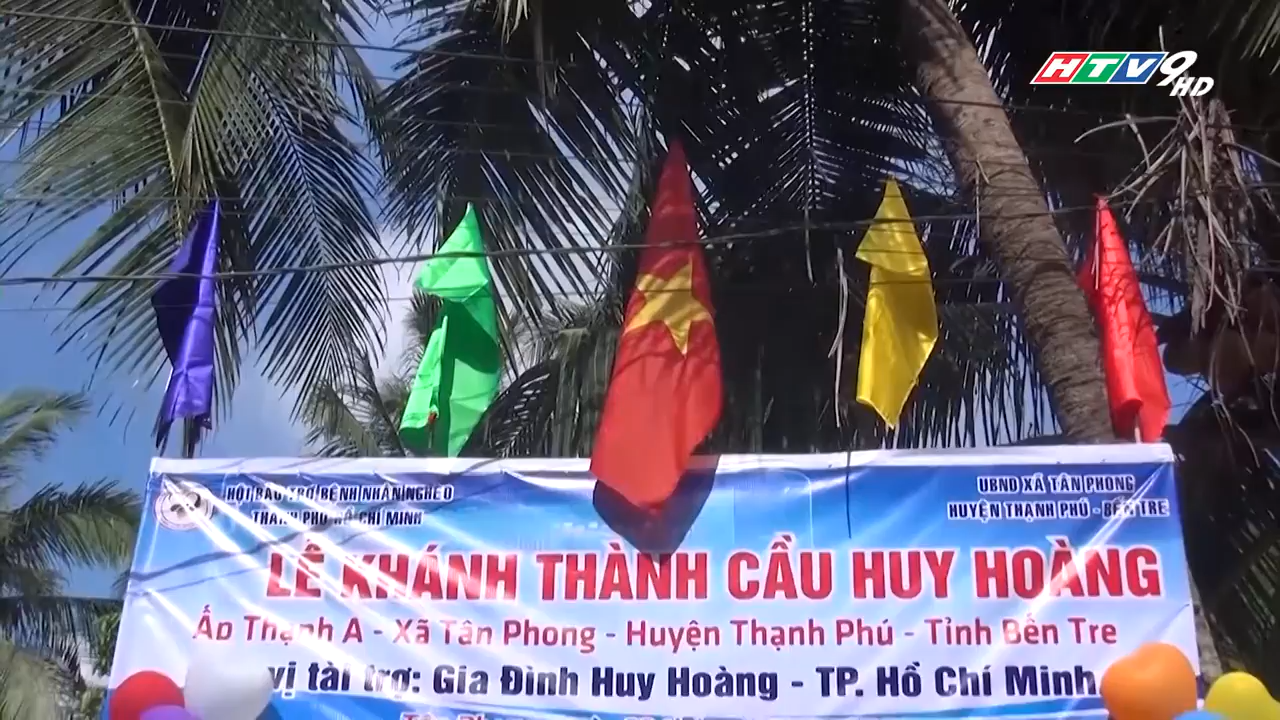 HTV9 HD
HỘI BẢO TRỢ BỆNH NHÂN NGHÈO
THÀNH PHỐ HỒ CHÍ MINH
UBND XÃ TÂN PHONG
HUYỆN THẠNH PHÚ - BẾN TRE
LỄ KHÁNH THÀNH CẦU HUY HOÀNG
Ấp Thạnh A - Xã Tân Phong - Huyện Thạnh Phú - Tỉnh Bến Tre
vị tài trợ: Gia Đình Huy Hoàng - TP. Hồ Chí Minh